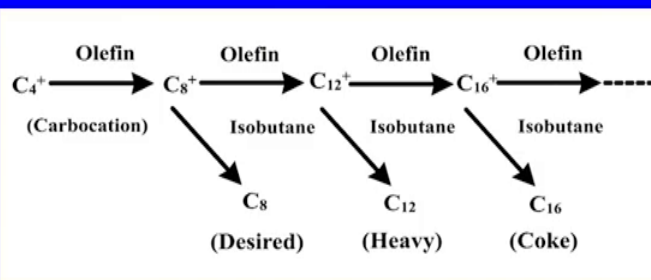 Olefin Olefin Olefin Olefin
C₄⁺ C₈⁺ C₁₂⁺ C₁₆⁺
(Carbocation) Isobutane Isobutane Isobutane
C₈ C₁₂ C₁₆
(Desired) (Heavy) (Coke)